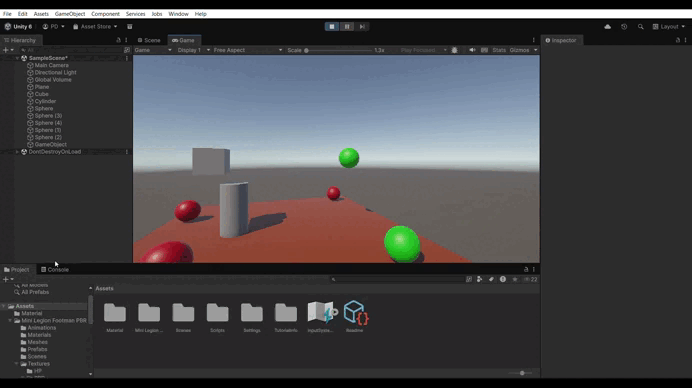 File Edit Assets GameObject Component Services Jobs Window Help
Unity 6 PD Asset Store Layout
Hierarchy Scene Game Inspector
All Game Display 1 Free Aspect Scale 1.3x Play Focused Stats Gizmos
SampleScene*
Main Camera
Directional Light
Global Volume
Plane
Cube
Cylinder
Sphere
Sphere (3)
Sphere (4)
Sphere (1)
Sphere (2)
GameObject
DontDestroyOnLoad
Project Console
22
All Models
All Prefabs
Assets
Assets
Material
Mini Legion Footman PBR
Animations
Materials
Meshes
Prefabs
Scenes
Textures
HP
Material Mini Legion ... Scenes Scripts Settings TutorialInfo InputSyste... Readme